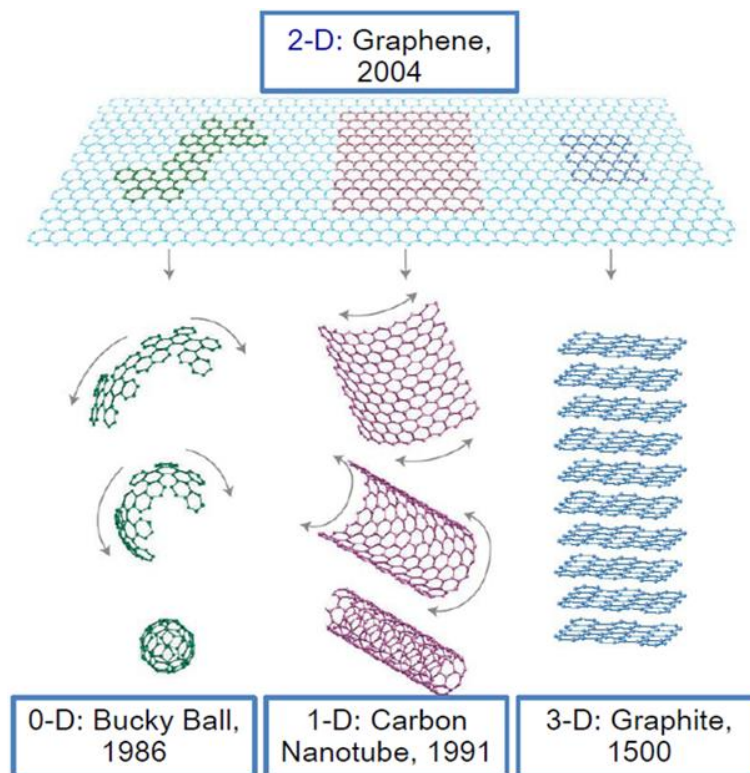 2-D: Graphene,
2004
0-D: Bucky Ball,
1986
1-D: Carbon
Nanotube, 1991
3-D: Graphite,
1500